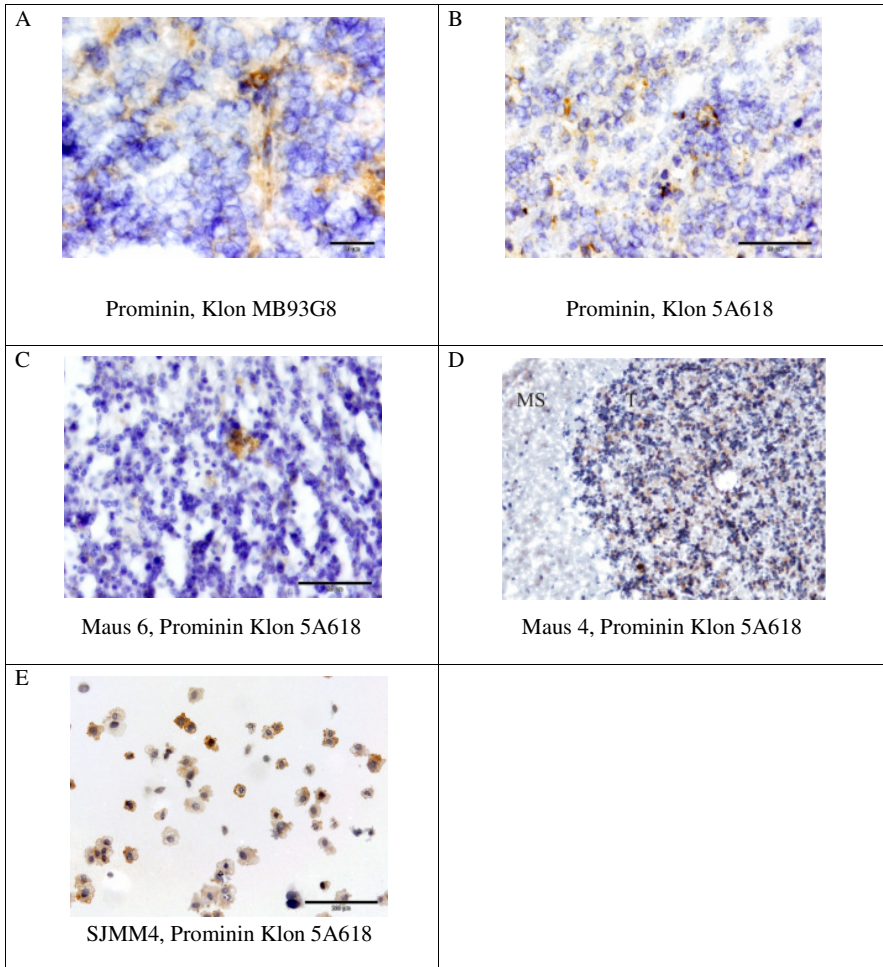 A
Prominin, Klon MB93G8
B
Prominin, Klon 5A618
C
Maus 6, Prominin Klon 5A618
D
MS
T
Maus 4, Prominin Klon 5A618
E
SJMM4, Prominin Klon 5A618